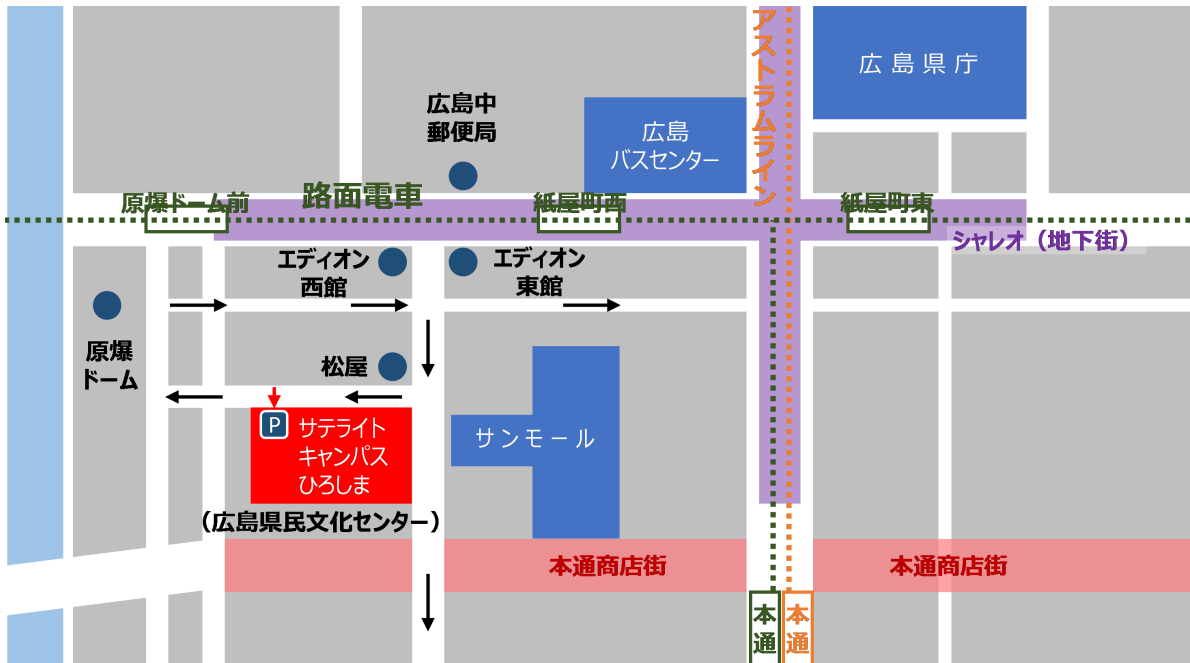 アストラムライン
広島県庁
広島中
郵便局
広島
バスセンター
原爆ドーム前
路面電車
紙屋町西
紙屋町東
シャレオ（地下街）
エディオン
西館
エディオン
東館
原爆
ドーム
松屋
P
サテライト
キャンパス
ひろしま
（広島県民文化センター）
サンモール
本通商店街
本通商店街
本通
本通